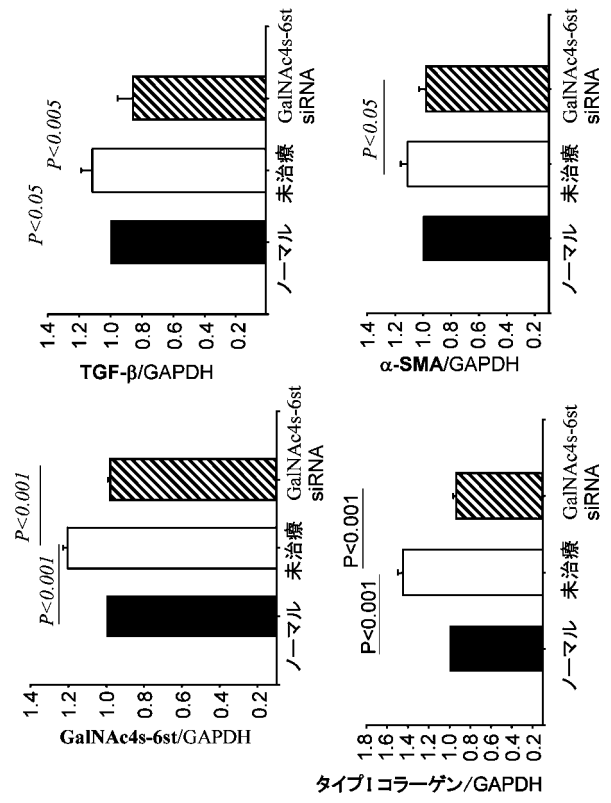 GalNAc4s-6st/GAPDH
1.4
1.2
1.0
0.8
0.6
0.4
0.2
P<0.001
P<0.001
ノーマル
未治療
GalNAc4s-6st
siRNA
TGF-β/GAPDH
1.4
1.2
1.0
0.8
0.6
0.4
0.2
P<0.05
P<0.005
ノーマル
未治療
GalNAc4s-6st
siRNA
タイプI コラーゲン/GAPDH
1.8
1.6
1.4
1.2
1.0
0.8
0.6
0.4
0.2
P<0.001
P<0.001
ノーマル
未治療
GalNAc4s-6st
siRNA
α-SMA/GAPDH
1.4
1.2
1.0
0.8
0.6
0.4
0.2
P<0.05
ノーマル
未治療
GalNAc4s-6st
siRNA